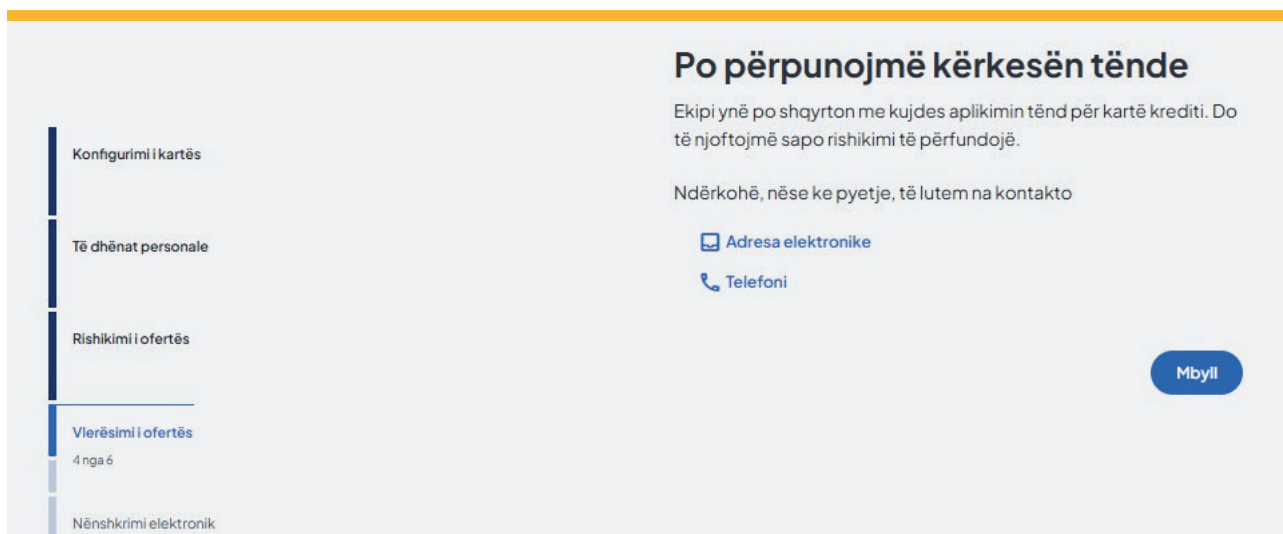 Konfigurimi i kartës
Të dhënat personale
Rishikimi i ofertës
Vlerësimi i ofertës
4 nga 6
Nënshkrimi elektronik
Po përpunojmë kërkesën tënde
Ekipi ynë po shqyrton me kujdes aplikimin tënd për kartë krediti. Do
të njoftojmë sapo rishikimi të përfundojë.
Ndërkohë, nëse ke pyetje, të lutem na kontakto
Adresa elektronike
Telefoni
Mbyll